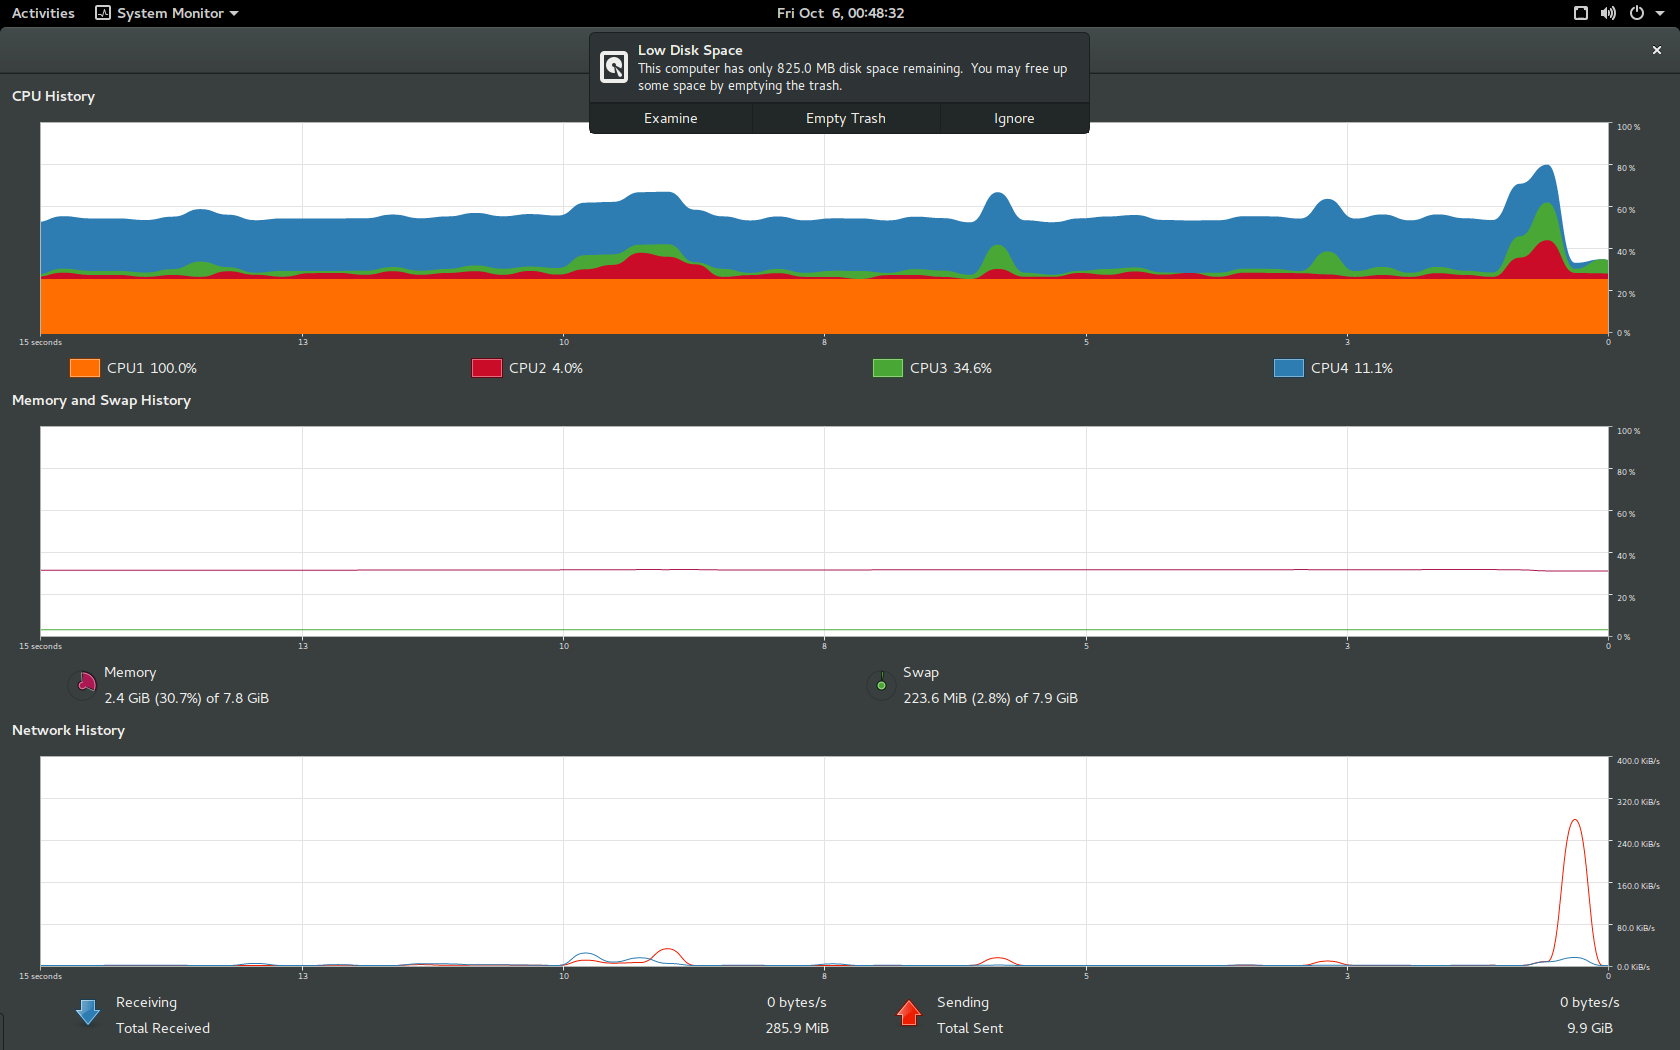 Activities System Monitor Fri Oct 6, 00:48:32
Low Disk Space
This computer has only 825.0 MB disk space remaining. You may free up
some space by emptying the trash.
Examine Empty Trash Ignore
CPU History
100 %
80 %
60 %
40 %
20 %
0 %
15 seconds 13 10 8 5 3 0
CPU1 100.0% CPU2 4.0% CPU3 34.6% CPU4 11.1%
Memory and Swap History
100 %
80 %
60 %
40 %
20 %
0 %
15 seconds 13 10 8 5 3 0
Memory Swap
2.4 GiB (30.7%) of 7.8 GiB 223.6 MiB (2.8%) of 7.9 GiB
Network History
400.0 KiB/s
320.0 KiB/s
240.0 KiB/s
160.0 KiB/s
80.0 KiB/s
0.0 KiB/s
15 seconds 13 10 8 5 3 0
Receiving 0 bytes/s Sending 0 bytes/s
Total Received 285.9 MiB Total Sent 9.9 GiB